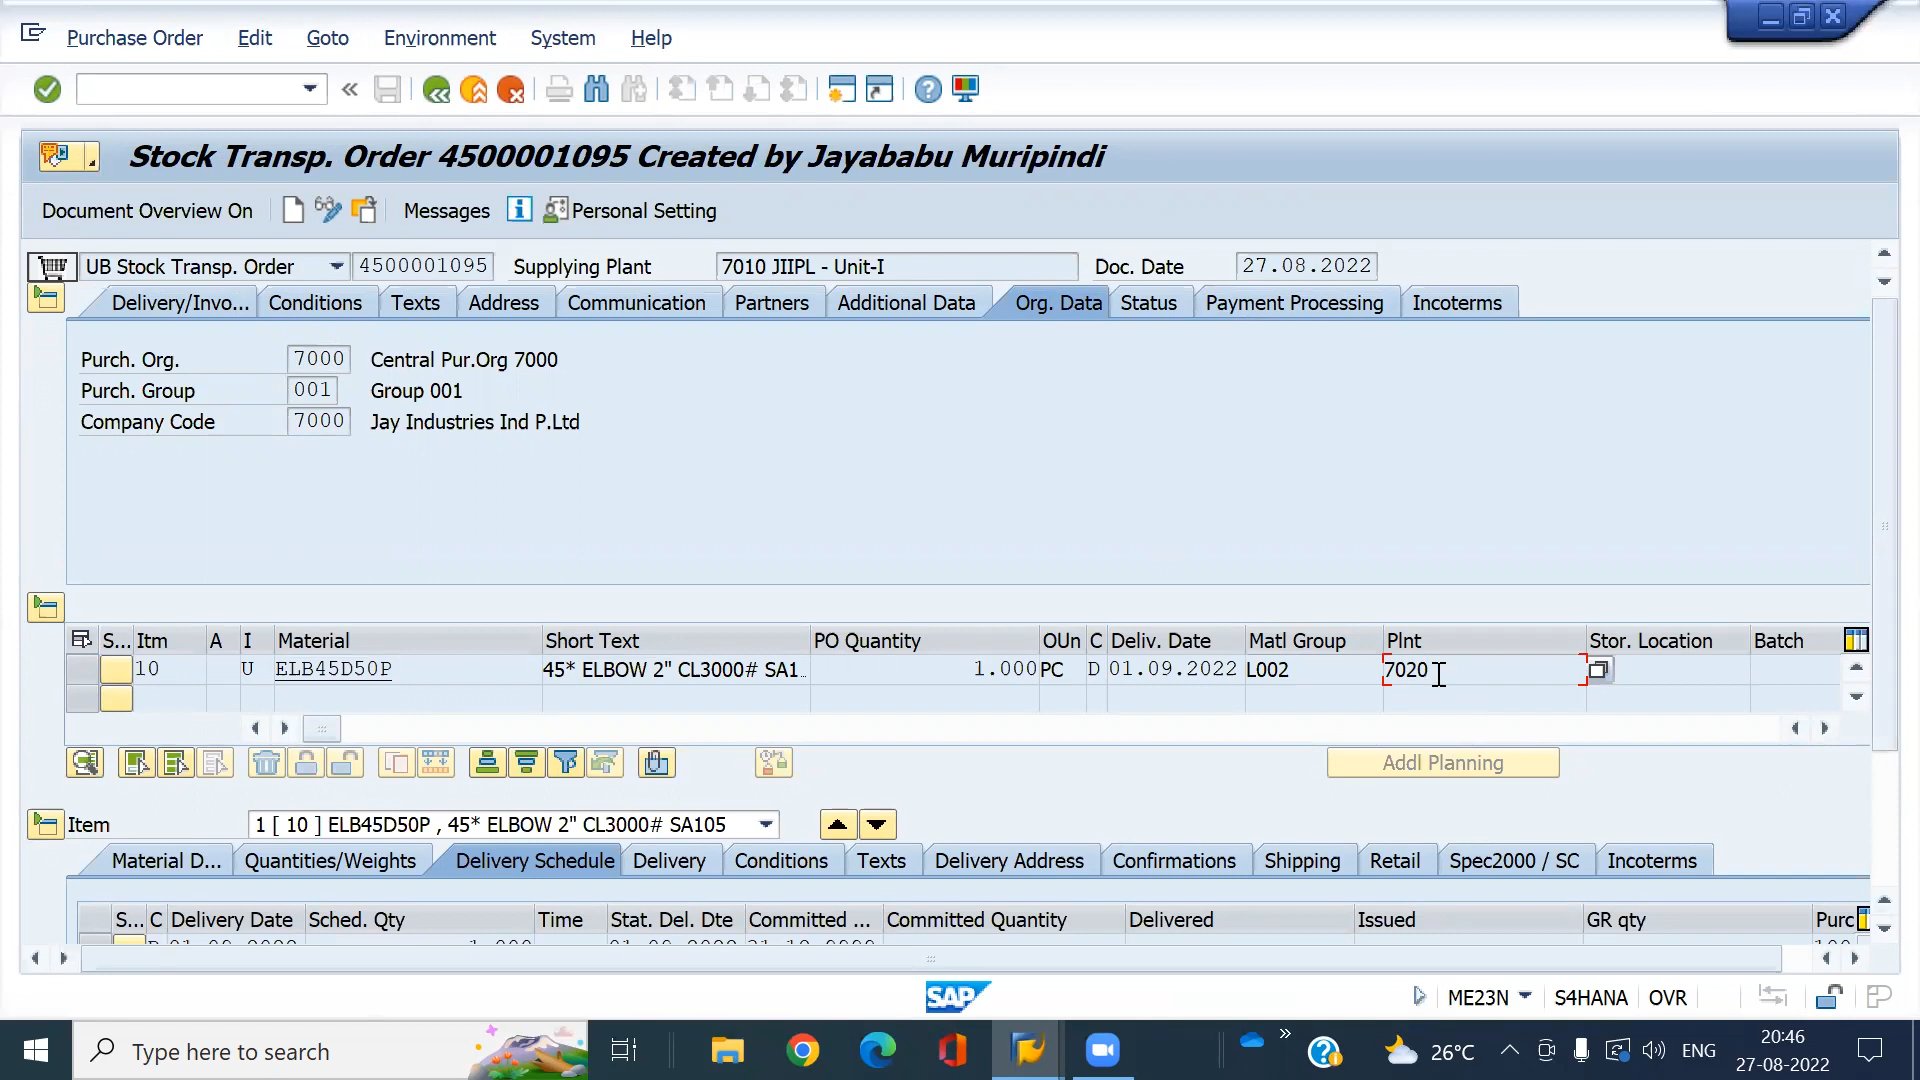 Purchase Order Edit Goto Environment System Help
Stock Transp. Order 4500001095 Created by Jayababu Muripindi
Document Overview On Messages Personal Setting
UB Stock Transp. Order 4500001095 Supplying Plant 7010 JIIPL - Unit-I Doc. Date 27.08.2022
Delivery/Invo... Conditions Texts Address Communication Partners Additional Data Org. Data Status Payment Processing Incoterms
Purch. Org. 7000 Central Pur.Org 7000
Purch. Group 001 Group 001
Company Code 7000 Jay Industries Ind P.Ltd
S... Itm A I Material Short Text PO Quantity OUn C Deliv. Date Matl Group Plnt Stor. Location Batch
10 U ELB45D50P 45* ELBOW 2" CL3000# SA1... 1.000 PC D 01.09.2022 L002 7020
Addl Planning
Item 1 [ 10 ] ELB45D50P , 45* ELBOW 2" CL3000# SA105
Material D... Quantities/Weights Delivery Schedule Delivery Conditions Texts Delivery Address Confirmations Shipping Retail Spec2000 / SC Incoterms
S... C Delivery Date Sched. Qty Time Stat. Del. Dte Committed ... Committed Quantity Delivered Issued GR qty Purc
SAP ME23N S4HANA OVR
Type here to search 26°C ENG 20:46
27-08-2022